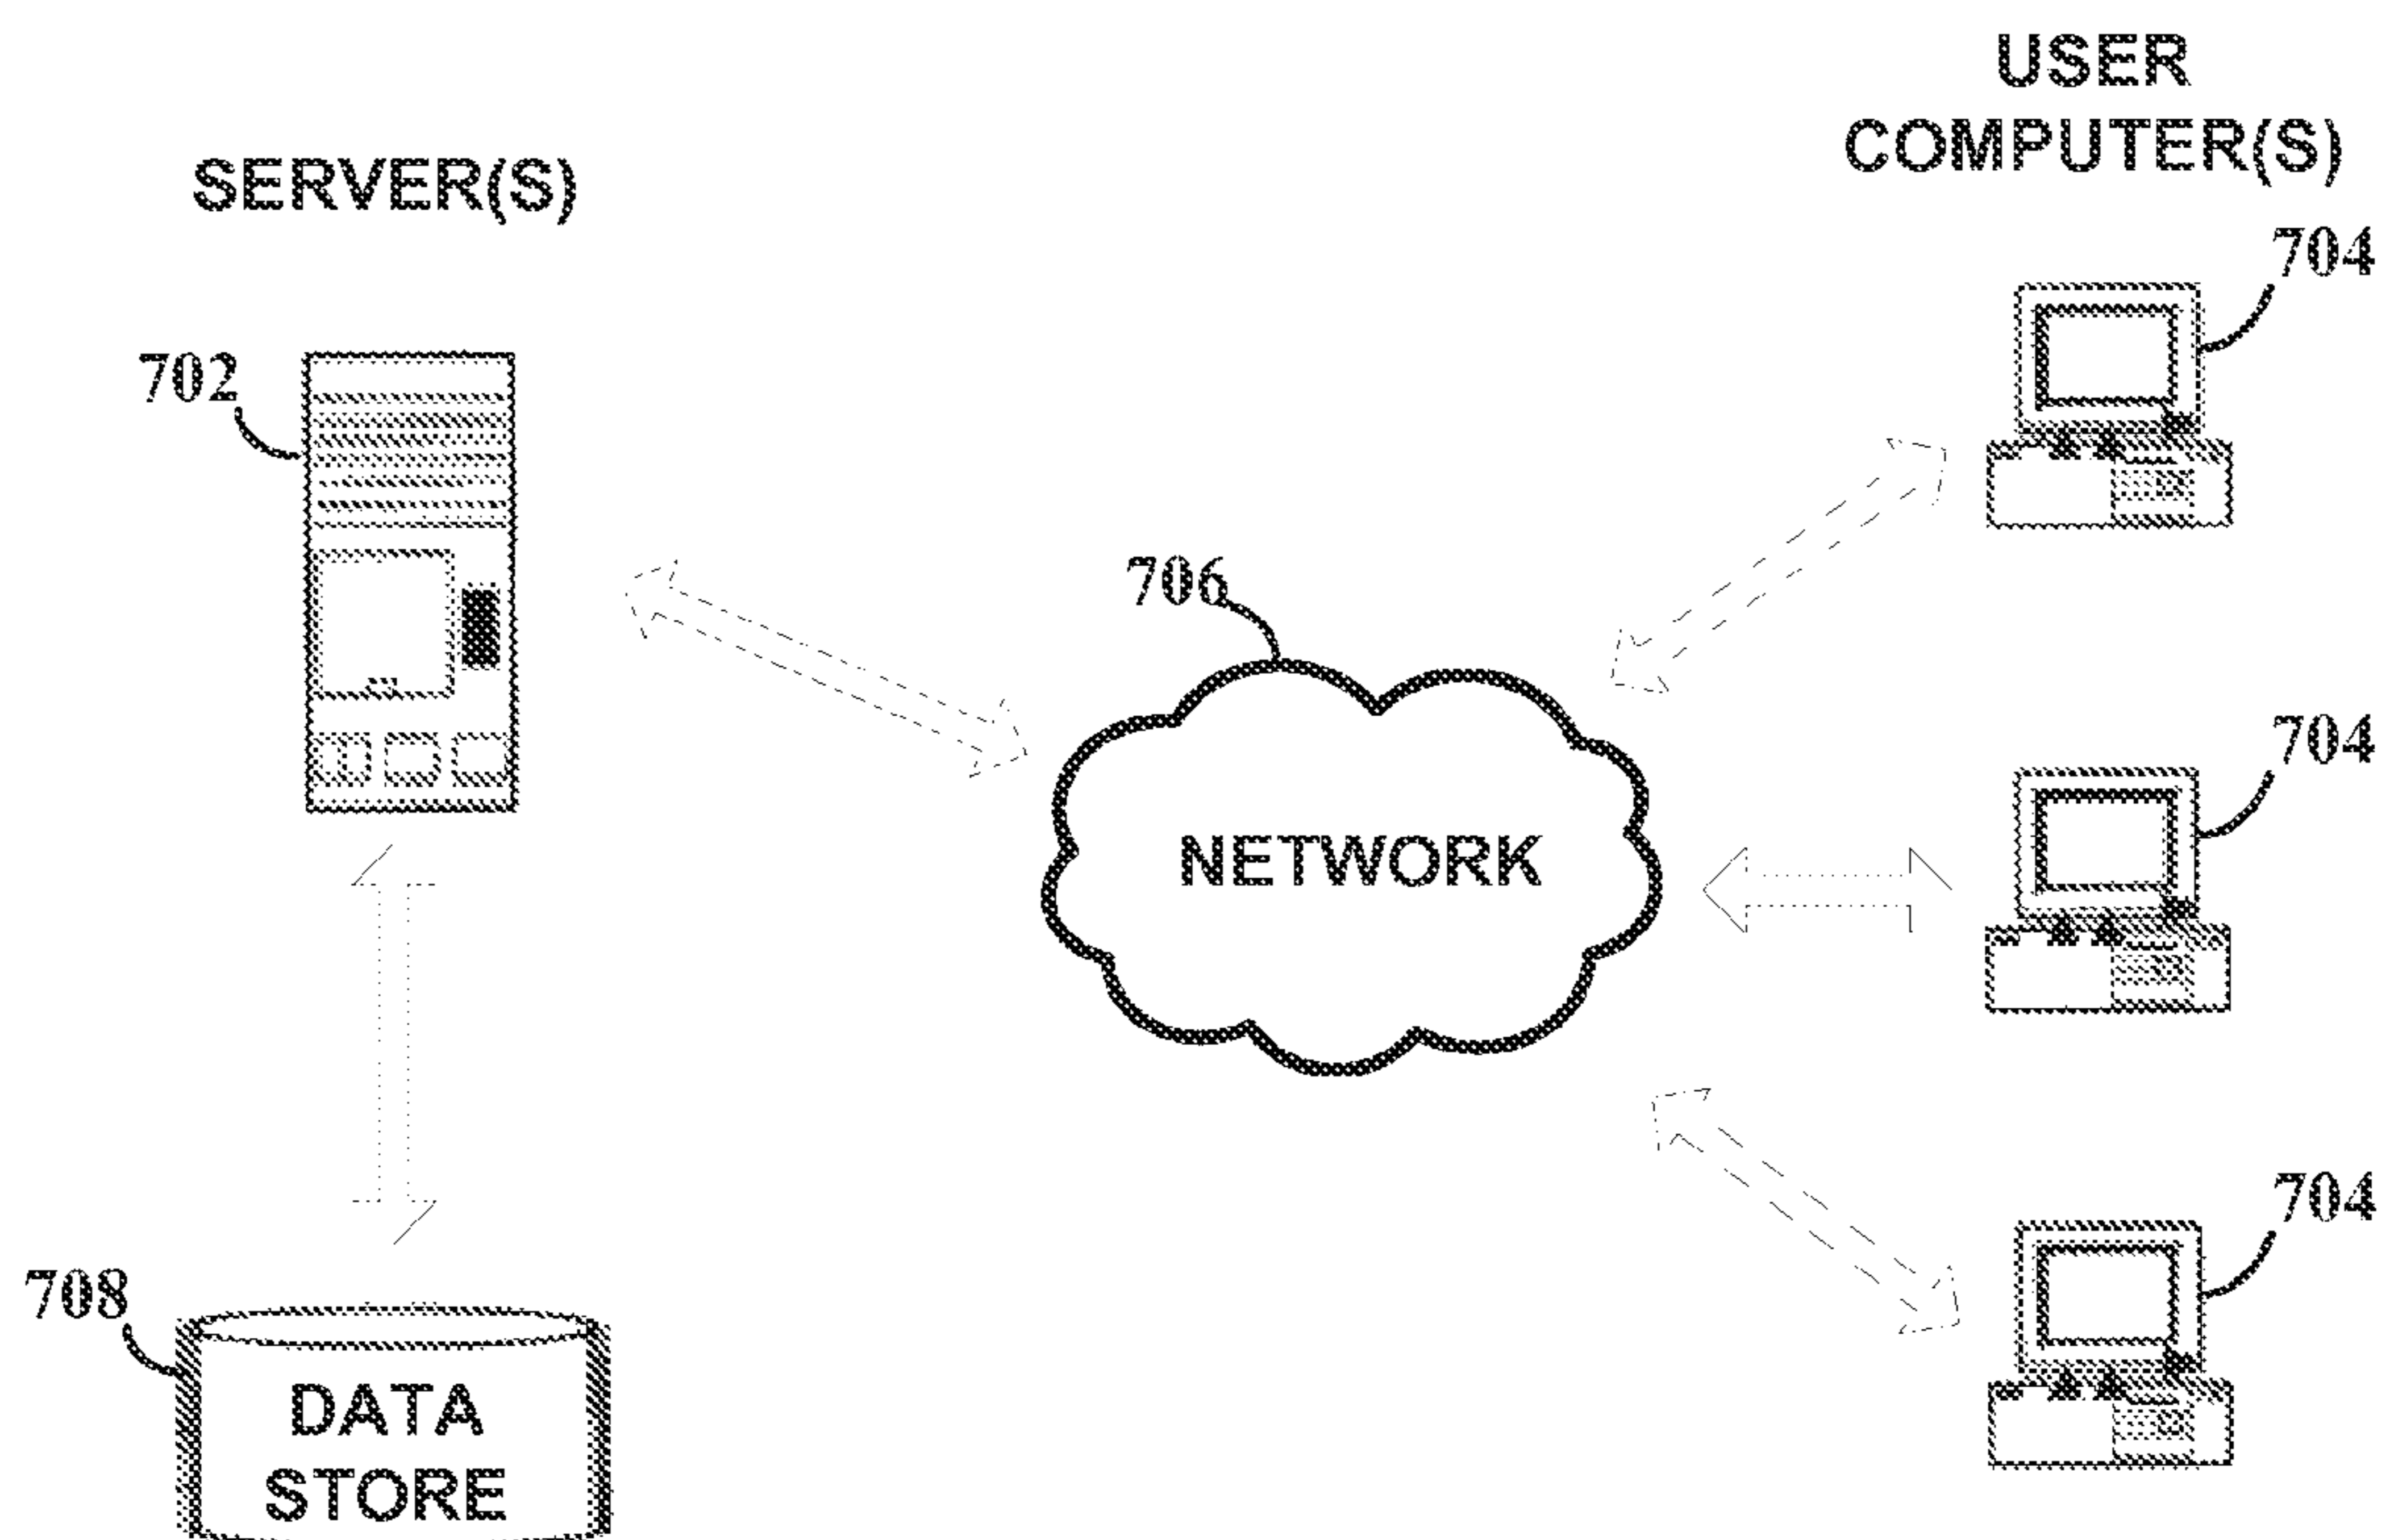 USER
COMPUTER(S)
SERVER(S)
704
702
706
NETWORK
704
704
708
DATA
STORE